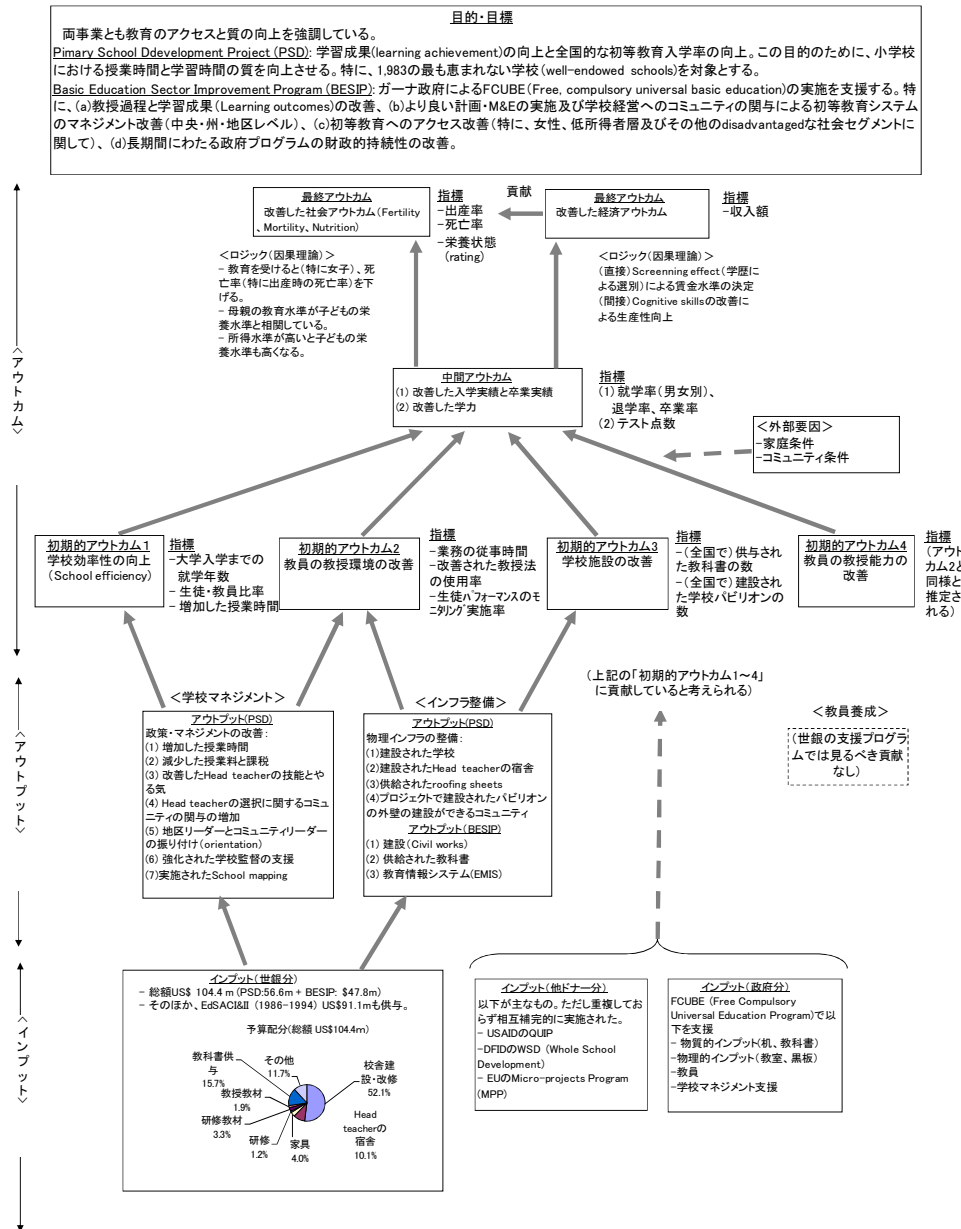 目的・目標
両事業とも教育のアクセスと質の向上を強調している。
Pimary School Ddevelopment Project (PSD): 学習成果(learning achievement)の向上と全国的な初等教育入学率の向上。この目的のために、小学校
における授業時間と学習時間の質を向上させる。特に、1,983の最も恵まれない学校(well-endowed schools)を対象とする。
Basic Education Sector Improvement Program (BESIP): ガーナ政府によるFCUBE(Free, compulsory universal basic education)の実施を支援する。特
に、(a)教授過程と学習成果(Learning outcomes)の改善、(b)より良い計画・M&Eの実施及び学校経営へのコミュニティの関与による初等教育システム
のマネジメント改善(中央・州・地区レベル)、(c)初等教育へのアクセス改善(特に、女性、低所得者層及びその他のdisadvantagedな社会セグメントに
関して)、(d)長期間にわたる政府プログラムの財政的持続性の改善。
<アウトカム>
最終アウトカム
改善した社会アウトカム(Fertility
、Mortility、Nutrition)
指標
-出産率
-死亡率
-栄養状態
(rating)
貢献
最終アウトカム
改善した経済アウトカム
指標
-収入額
<ロジック(因果理論)>
- 教育を受けると(特に女子)、死
亡率(特に出産時の死亡率)を下
げる。
- 母親の教育水準が子どもの栄
養水準と相関している。
- 所得水準が高いと子どもの栄
養水準も高くなる。
<ロジック(因果理論)>
(直接)Screenning effect(学歴に
よる選別)による賃金水準の決定
(間接)Cognitive skillsの改善に
よる生産性向上
中間アウトカム
(1) 改善した入学実績と卒業実績
(2) 改善した学力
指標
(1)就学率(男女別)、
退学率、卒業率
(2)テスト点数
<外部要因>
-家庭条件
-コミュニティ条件
初期的アウトカム1
学校効率性の向上
(School efficiency)
指標
-大学入学までの
就学年数
- 生徒・教員比率
- 増加した授業時間
初期的アウトカム2
教員の教授環境の改善
指標
-業務の従事時間
-改善された教授法
の使用率
-生徒パフォーマンスのモ
ニタリング実施率
初期的アウトカム3
学校施設の改善
指標
-(全国で)供与された
教科書の数
-(全国で)建設され
た学校パビリオンの
数
初期的アウトカム4
教員の教授能力の
改善
指標
(アウト
カム2と
同様と
推定さ
れる)
<アウトプット>
<学校マネジメント>
アウトプット(PSD)
政策・マネジメントの改善:
(1) 増加した授業時間
(2) 減少した授業料と課税
(3) 改善したHead teacherの技能とや
る気
(4) Head teacherの選択に関するコミュ
ニティの関与の増加
(5) 地区リーダーとコミュニティリーダー
の振り付け(orientation)
(6) 強化された学校監督の支援
(7)実施されたSchool mapping
<インフラ整備>
アウトプット(PSD)
物理インフラの整備:
(1)建設された学校
(2)建設されたHead teacherの宿舎
(3)供給されたroofing sheets
(4)プロジェクトで建設されたパビリオン
の外壁の建設ができるコミュニティ
アウトプット(BESIP)
(1) 建設(Civil works)
(2) 供給された教科書
(3) 教育情報システム(EMIS)
(上記の「初期的アウトカム1~4」
に貢献していると考えられる)
<教員養成>
(世銀の支援プログラ
ムでは見るべき貢献
なし)
<インプット>
インプット(世銀分)
- 総額US$ 104.4 m (PSD:56.6m + BESIP: $47.8m)
- そのほか、EdSACI&II (1986-1994) US$91.1mも供与。
予算配分(総額 US$104.4m)
教科書供
与
15.7%
その他
11.7%
校舎建
設・改修
52.1%
教授教材
1.9%
研修教材
3.3%
研修
1.2%
家具
4.0%
Head
teacherの
宿舎
10.1%
インプット(他ドナー分)
以下が主なもの。ただし重複してお
らず相互補完的に実施された。
- USAIDのQUIP
- DFIDのWSD (Whole School
Development)
- EUのMicro-projects Program
(MPP)
インプット(政府分)
FCUBE (Free Compulsory
Universal Education Program)で以
下を支援
- 物質的インプット(机、教科書)
- 物理的インプット(教室、黒板)
-教員
-学校マネジメント支援